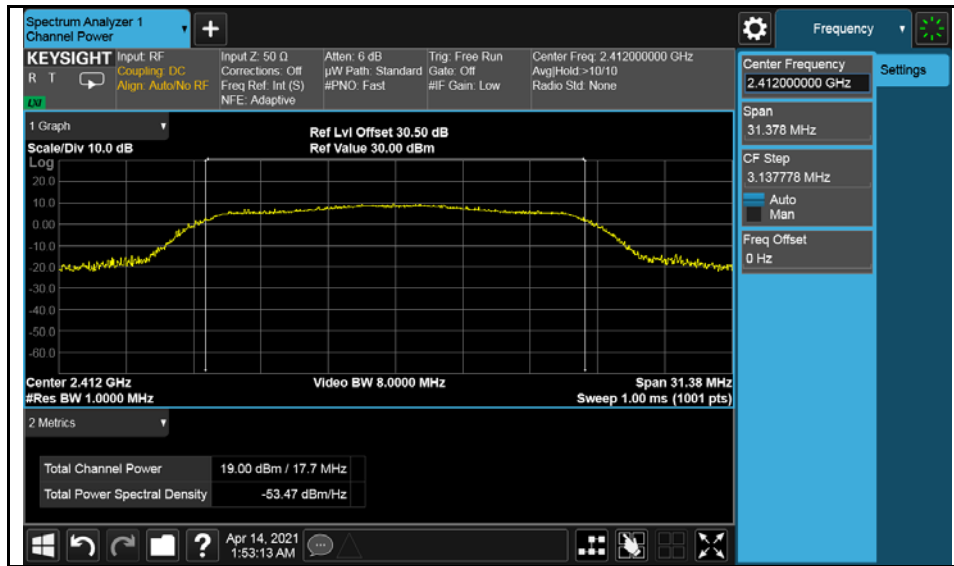 Spectrum Analyzer 1
Channel Power
+
Frequency
KEYSIGHT
R T
LXI
Input: RF
Coupling: DC
Align: Auto/No RF
Input Z: 50 Ω
Corrections: Off
Freq Ref: Int (S)
NFE: Adaptive
Atten: 6 dB
µW Path: Standard
#PNO: Fast
Trig: Free Run
Gate: Off
#IF Gain: Low
Center Freq: 2.412000000 GHz
Avg|Hold:>10/10
Radio Std: None
Center Frequency
2.412000000 GHz
Settings
Span
31.378 MHz
CF Step
3.137778 MHz
Auto
Man
Freq Offset
0 Hz
1 Graph
Scale/Div 10.0 dB
Ref Lvl Offset 30.50 dB
Ref Value 30.00 dBm
Log
20.0
10.0
0.00
-10.0
-20.0
-30.0
-40.0
-50.0
-60.0
Center 2.412 GHz
#Res BW 1.0000 MHz
Video BW 8.0000 MHz
Span 31.38 MHz
Sweep 1.00 ms (1001 pts)
2 Metrics
Total Channel Power 19.00 dBm / 17.7 MHz
Total Power Spectral Density -53.47 dBm/Hz
?
Apr 14, 2021
1:53:13 AM